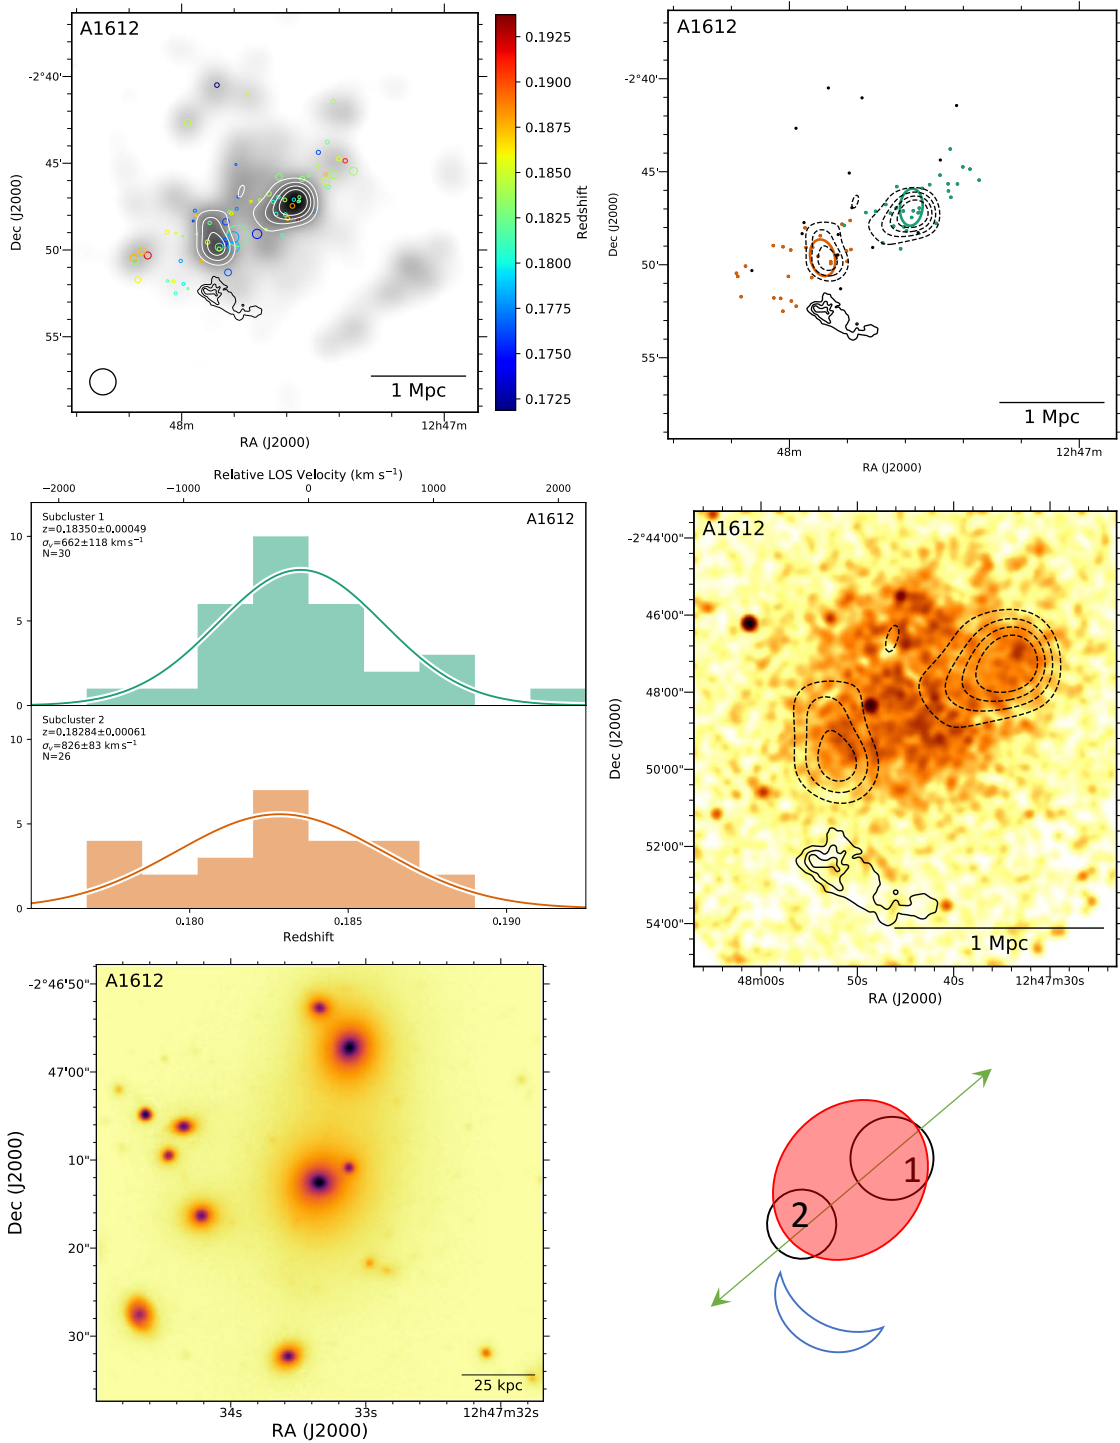 A1612
-2°40'
45'
50'
55'
Dec (J2000)
48m
12h47m
RA (J2000)
1 Mpc
0.1925
0.1900
0.1875
0.1850
0.1825
0.1800
0.1775
0.1750
0.1725
Redshift
A1612
-2°40'
45'
50'
55'
Dec (J2000)
48m
12h47m
RA (J2000)
1 Mpc
Relative LOS Velocity (km s⁻¹)
−2000 −1000 0 1000 2000
Subcluster 1
z=0.18350±0.00049
σᵥ=662±118 km s⁻¹
N=30
A1612
10
5
0
Subcluster 2
z=0.18284±0.00061
σᵥ=826±83 km s⁻¹
N=26
10
5
0
0.180 0.185 0.190
Redshift
A1612
-2°44'00"
46'00"
48'00"
50'00"
52'00"
54'00"
Dec (J2000)
1 Mpc
48m00s 50s 40s 12h47m30s
RA (J2000)
A1612
-2°46'50"
47'00"
10"
20"
30"
Dec (J2000)
25 kpc
34s 33s 12h47m32s
RA (J2000)
1
2